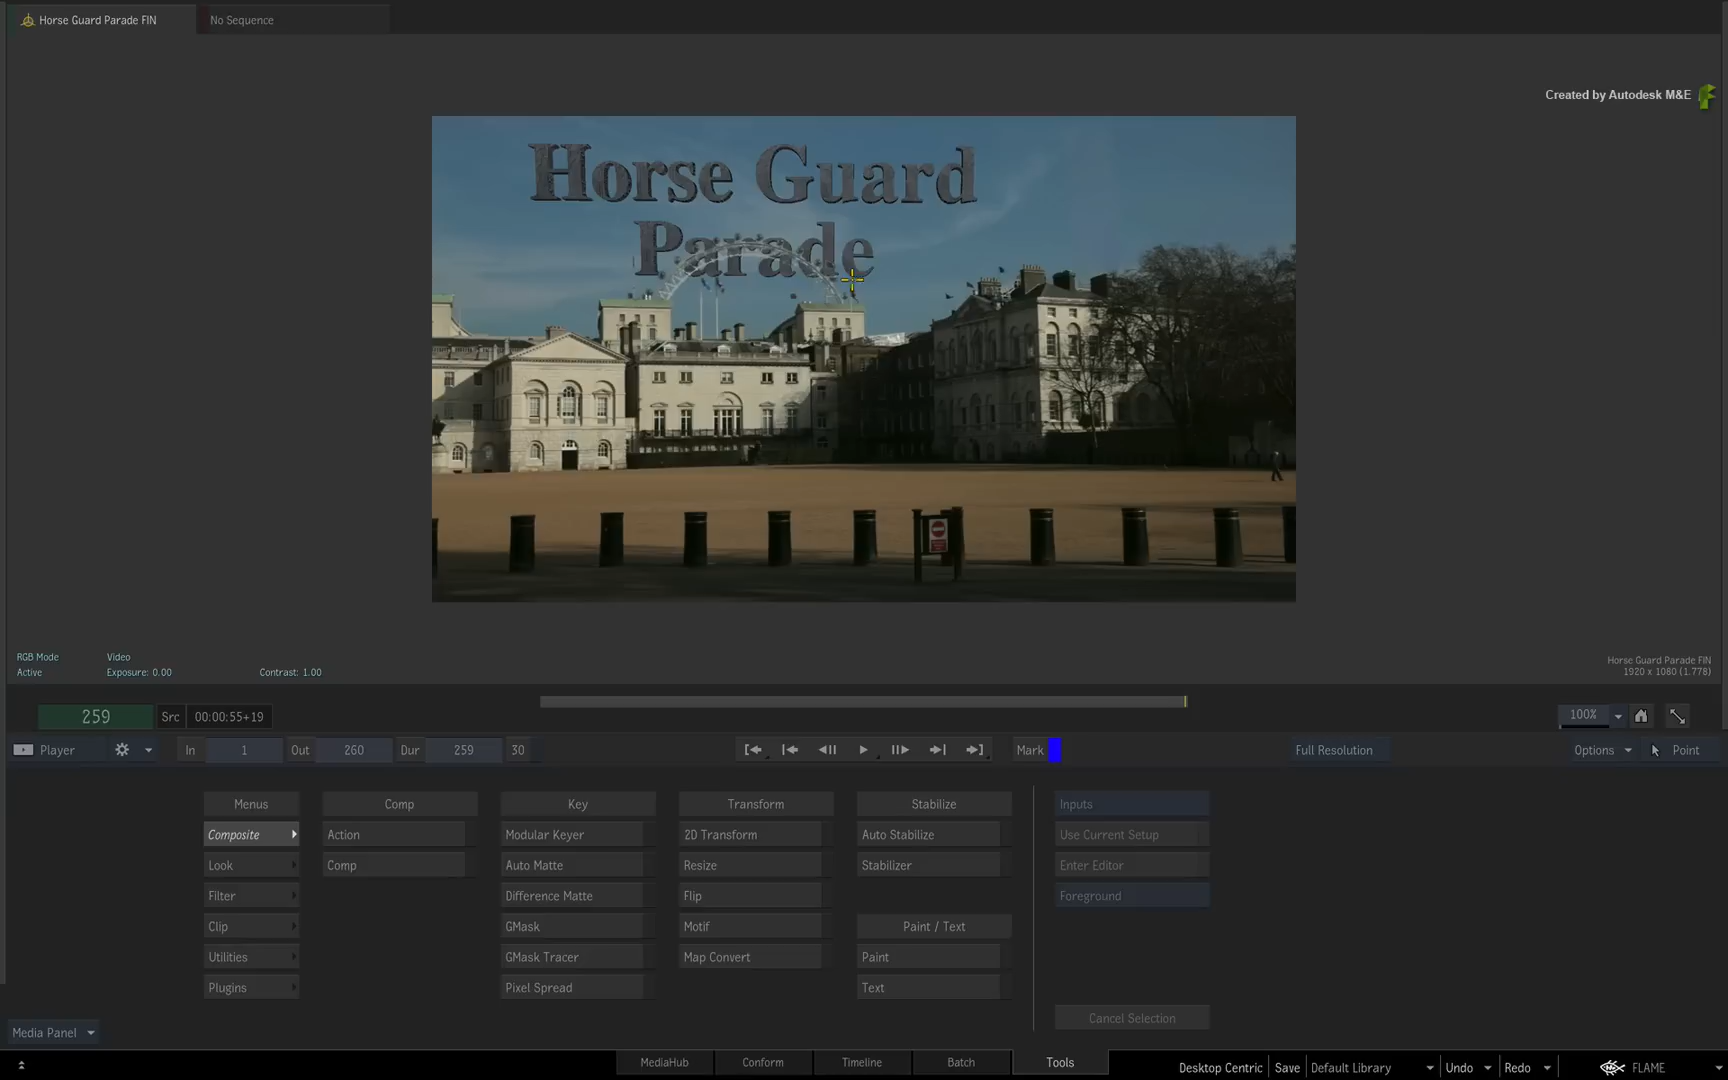 Horse Guard Parade FIN
No Sequence
Created by Autodesk M&E
Horse Guard
Parade
RGB Mode
Video
Active
Exposure: 0.00
Contrast: 1.00
Horse Guard Parade FIN
1920 x 1080 (1.778)
259
Src
00:00:55+19
100%
Player
In
1
Out
260
Dur
259
30
Mark
Full Resolution
Options
Point
Menus
Comp
Key
Transform
Stabilize
Inputs
Composite
Action
Modular Keyer
2D Transform
Auto Stabilize
Use Current Setup
Look
Comp
Auto Matte
Resize
Stabilizer
Enter Editor
Filter
Difference Matte
Flip
Foreground
Clip
GMask
Motif
Paint / Text
Utilities
GMask Tracer
Map Convert
Paint
Plugins
Pixel Spread
Text
Cancel Selection
Media Panel
MediaHub
Conform
Timeline
Batch
Tools
Desktop Centric
Save
Default Library
Undo
Redo
FLAME